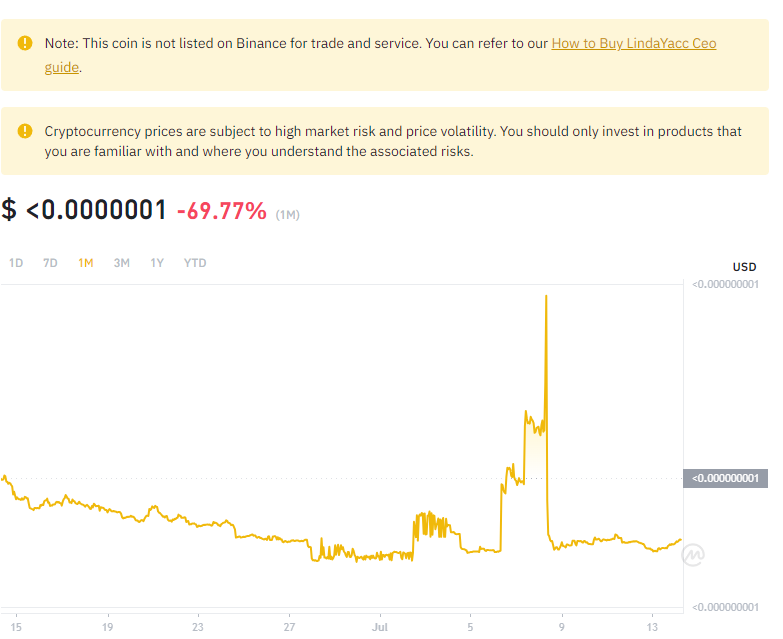 Note: This coin is not listed on Binance for trade and service. You can refer to our How to Buy LindaYacc Ceo
guide.
Cryptocurrency prices are subject to high market risk and price volatility. You should only invest in products that
you are familiar with and where you understand the associated risks.
$ <0.0000001 -69.77% (1M)
1D 7D 1M 3M 1Y YTD
USD
<0.000000001
<0.000000001
<0.000000001
15 19 23 27 Jul 5 9 13